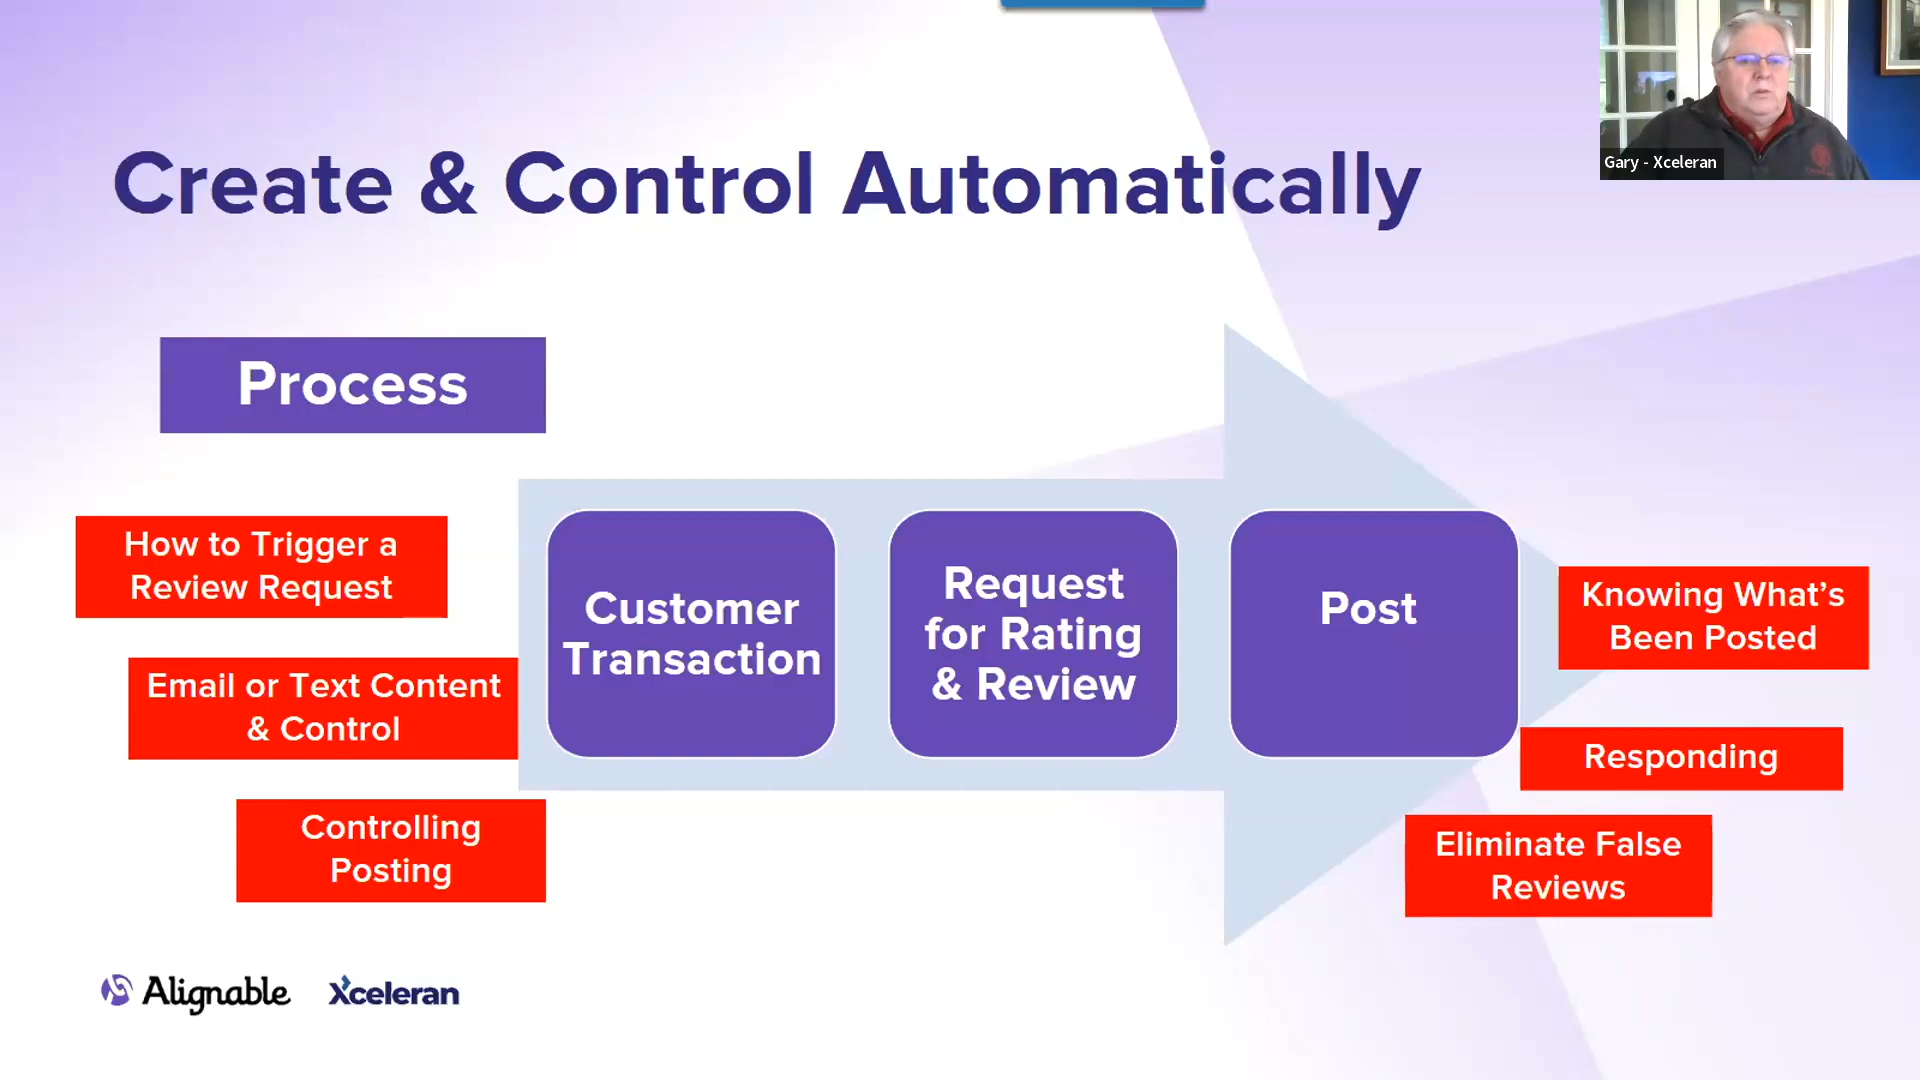 Gary - Xceleran
Create & Control Automatically
Process
How to Trigger a
Review Request
Email or Text Content
& Control
Controlling
Posting
Customer
Transaction
Request
for Rating
& Review
Post
Knowing What’s
Been Posted
Responding
Eliminate False
Reviews
Alignable
Xceleran